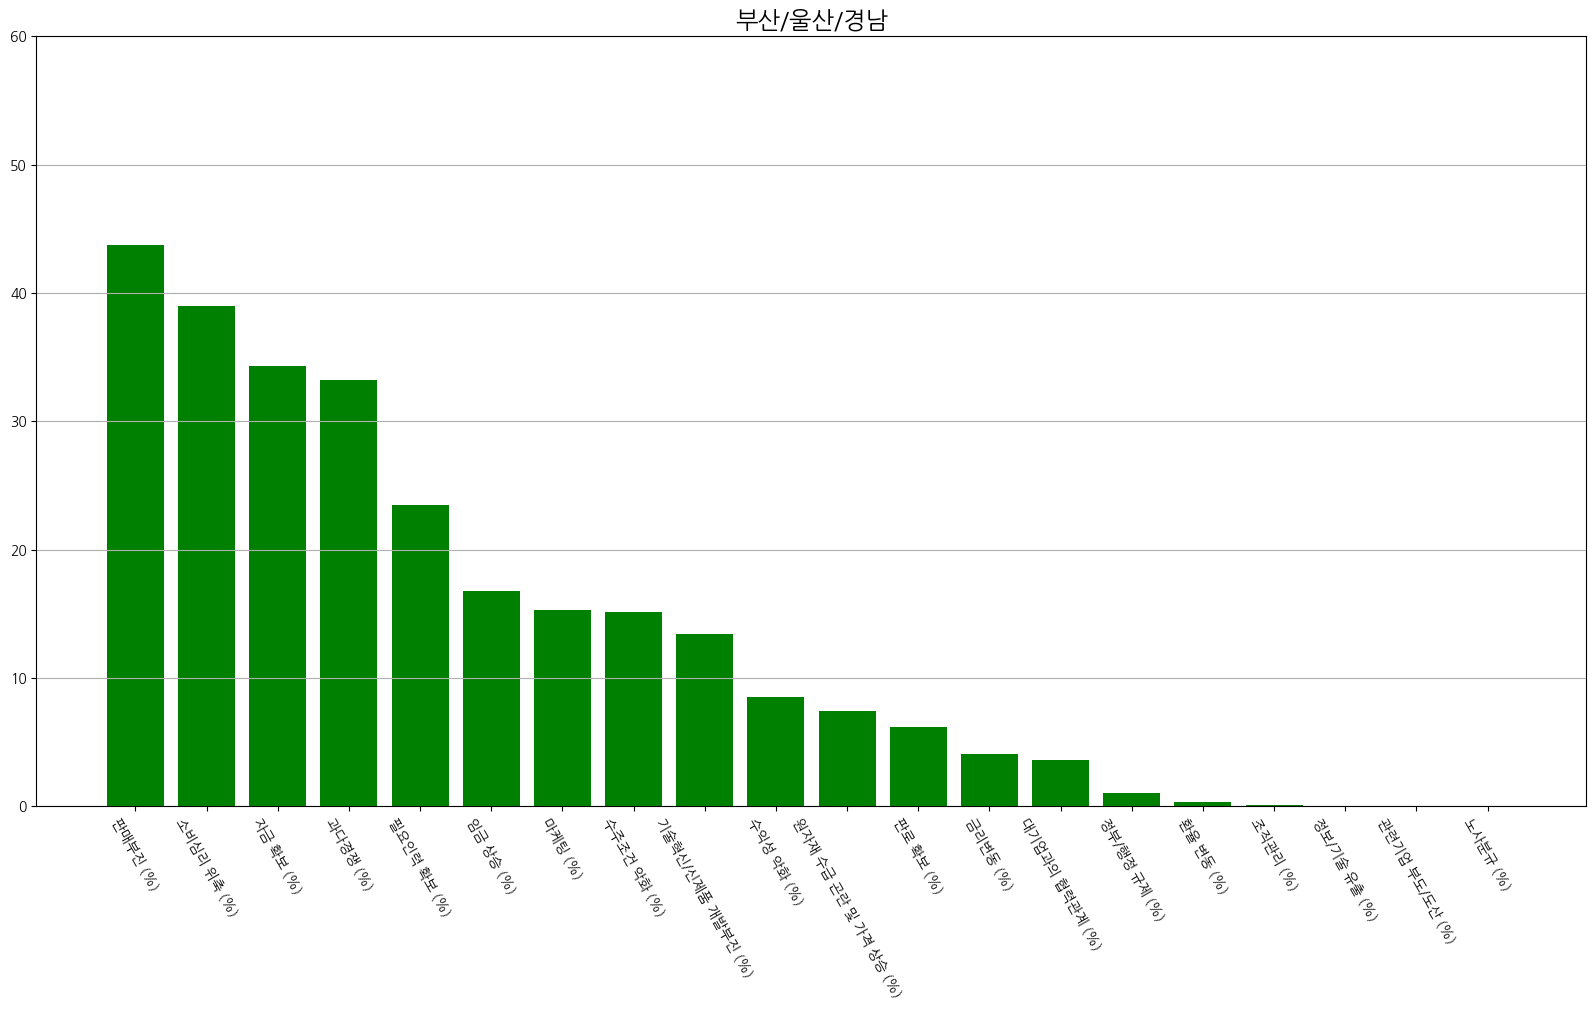 부산/울산/경남
60
50
40
30
20
10
0
판매부진 (%)
소비심리 위축 (%)
자금 확보 (%)
과다경쟁 (%)
필요인력 확보 (%)
임금 상승 (%)
마케팅 (%)
수주조건 악화 (%)
기술혁신/신제품 개발부진 (%)
수익성 악화 (%)
원자재 수급 곤란 및 가격 상승 (%)
판로 확보 (%)
금리변동 (%)
대기업과의 협력관계 (%)
정부/행정 규제 (%)
환율 변동 (%)
조직관리 (%)
정보/기술 유출 (%)
관련기업 부도/도산 (%)
노사분규 (%)